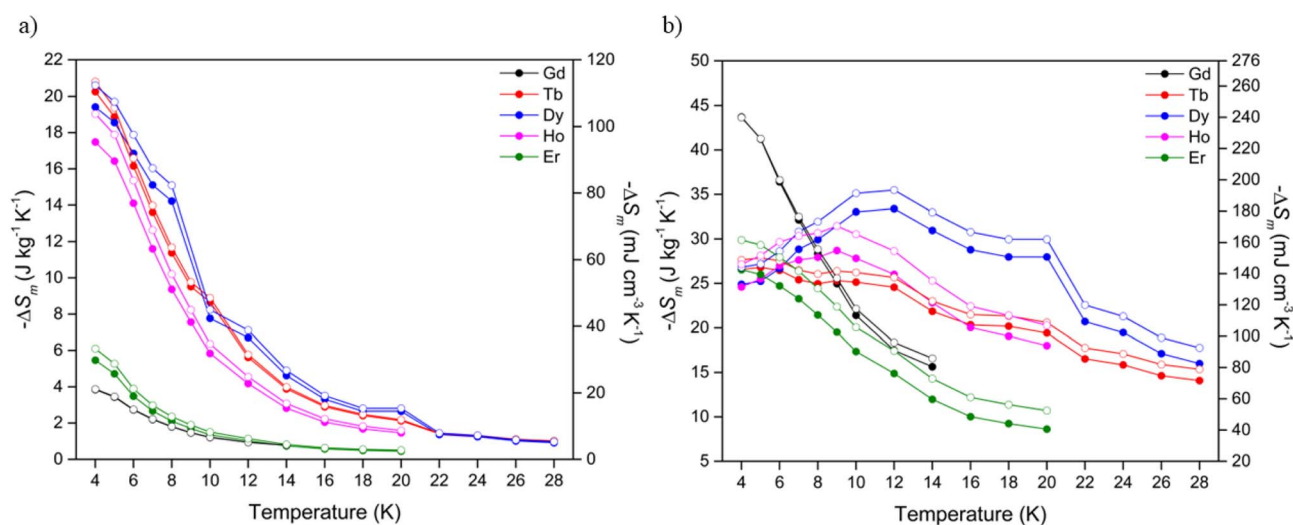 a)
22
20
18
16
14
12
10
8
6
4
2
0
-ΔSm (J kg-1 K-1)
120
100
80
60
40
20
0
-ΔSm (mJ cm-3 K-1)
Gd
Tb
Dy
Ho
Er
4 6 8 10 12 14 16 18 20 22 24 26 28
Temperature (K)
b)
50
45
40
35
30
25
20
15
10
5
-ΔSm (J kg-1 K-1)
276
260
240
220
200
180
160
140
120
100
80
60
40
20
-ΔSm (mJ cm-3 K-1)
Gd
Tb
Dy
Ho
Er
4 6 8 10 12 14 16 18 20 22 24 26 28
Temperature (K)